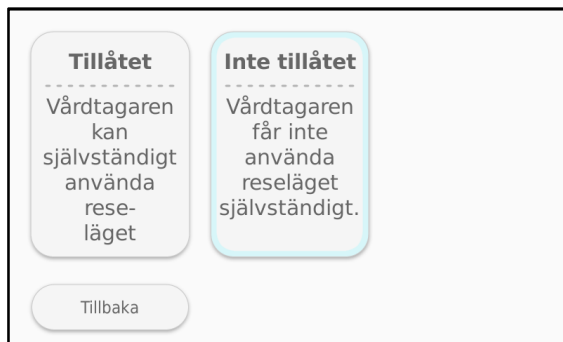 Tillåtet
Vårdtagaren
kan
självständigt
använda
rese-
läget
Inte tillåtet
Vårdtagaren
får inte
använda
reseläget
självständigt.
Tillbaka